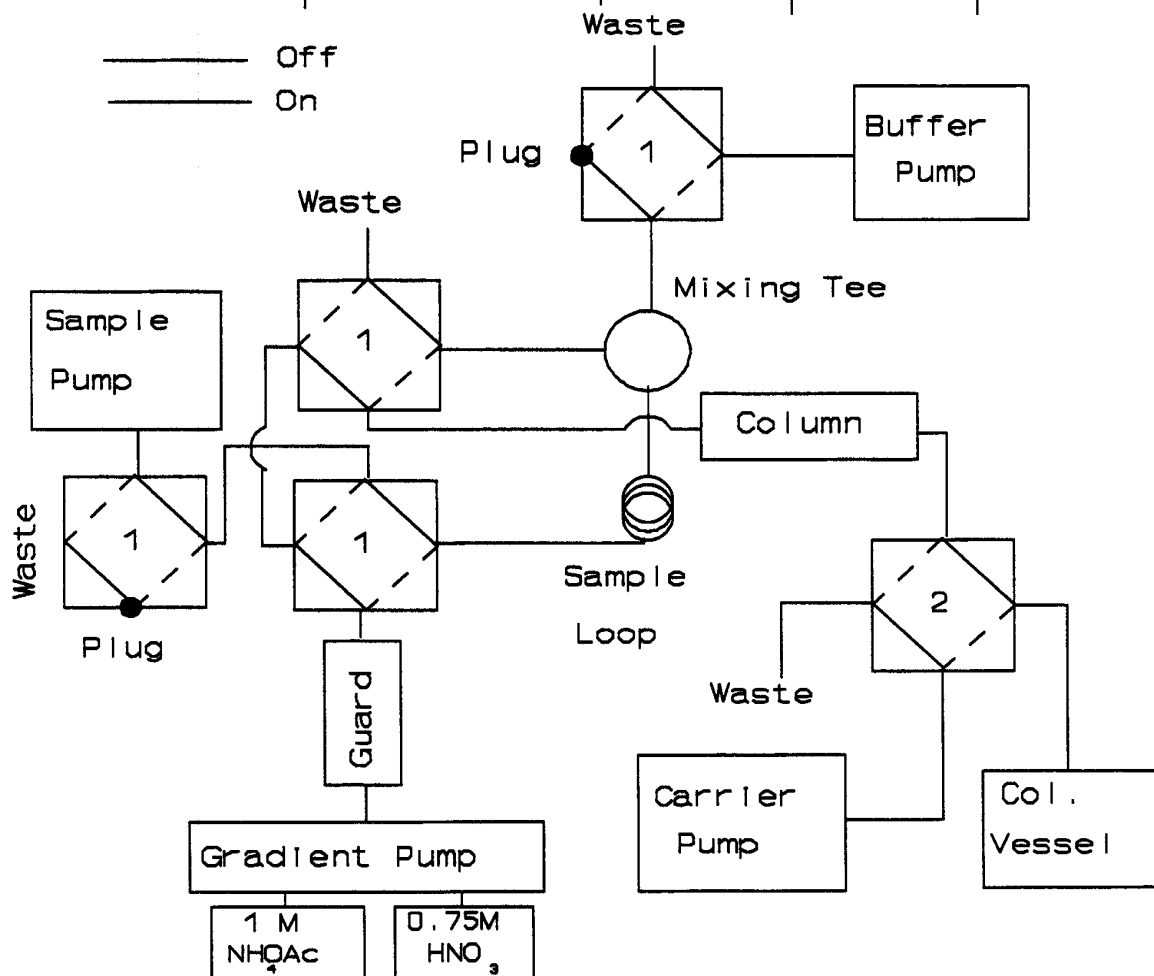 Waste
Off
On
Plug
1
Buffer
Pump
Waste
Mixing Tee
Sample
Pump
1
Column
Waste
1
1
Sample
Loop
Plug
2
Waste
Guard
Carrier
Pump
Col.
Vessel
Gradient Pump
1 M
NH₄OAc
0.75M
HNO₃